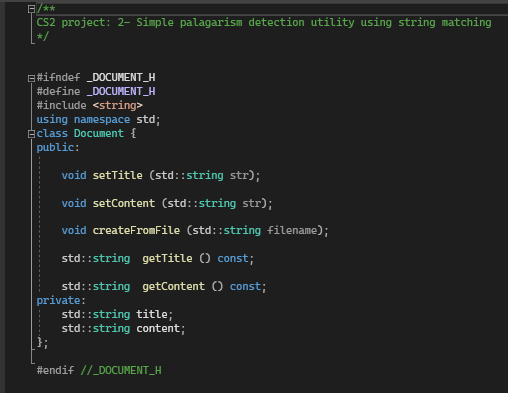 /**
CS2 project: 2- Simple palagarism detection utility using string matching
*/
#ifndef _DOCUMENT_H
#define _DOCUMENT_H
#include <string>
using namespace std;
class Document {
public:
void setTitle (std::string str);
void setContent (std::string str);
void createFromFile (std::string filename);
std::string  getTitle () const;
std::string  getContent () const;
private:
std::string title;
std::string content;
};
#endif //_DOCUMENT_H